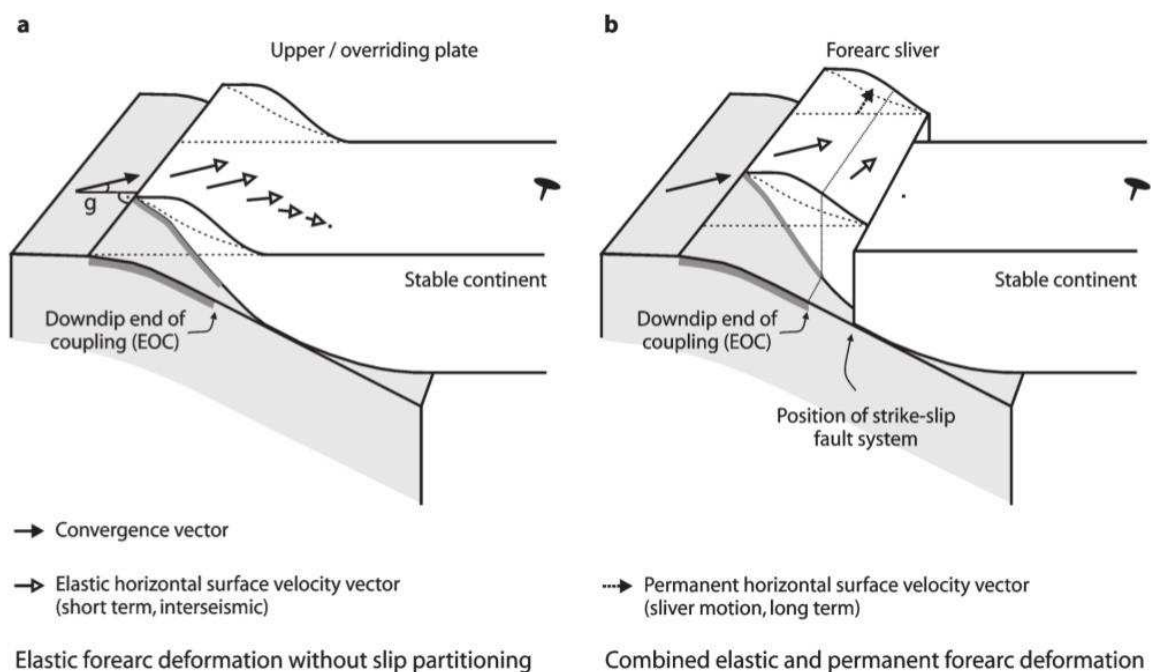 a
Upper / overriding plate
g
Stable continent
Downdip end of
coupling (EOC)
b
Forearc sliver
Stable continent
Downdip end of
coupling (EOC)
Position of strike-slip
fault system
Convergence vector
Elastic horizontal surface velocity vector
(short term, interseismic)
Permanent horizontal surface velocity vector
(sliver motion, long term)
Elastic forearc deformation without slip partitioning
Combined elastic and permanent forearc deformation